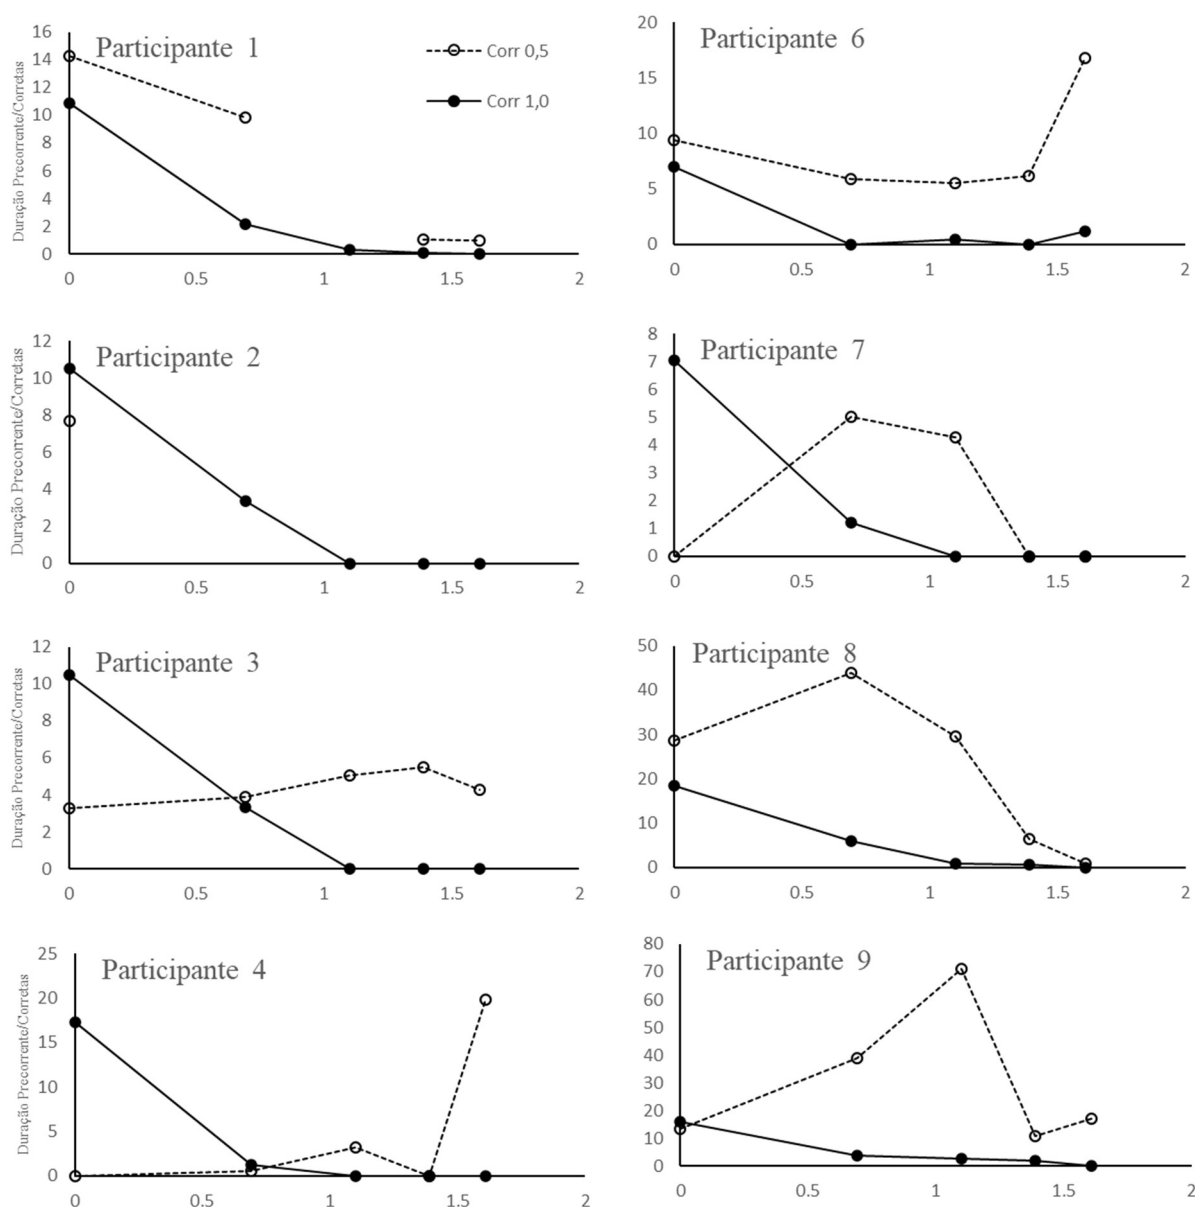 Participante 1
Corr 0,5
Corr 1,0
Duração Precorrente/Corretas
16
14
12
10
8
6
4
2
0
0 0.5 1 1.5 2
Participante 6
20
15
10
5
0
0 0.5 1 1.5 2
Participante 2
Duração Precorrente/Corretas
12
10
8
6
4
2
0
0 0.5 1 1.5 2
Participante 7
8
7
6
5
4
3
2
1
0
0 0.5 1 1.5 2
Participante 3
Duração Precorrente/Corretas
12
10
8
6
4
2
0
0 0.5 1 1.5 2
Participante 8
50
40
30
20
10
0
0 0.5 1 1.5 2
Participante 4
Duração Precorrente/Corretas
25
20
15
10
5
0
0 0.5 1 1.5 2
Participante 9
80
70
60
50
40
30
20
10
0
0 0.5 1 1.5 2